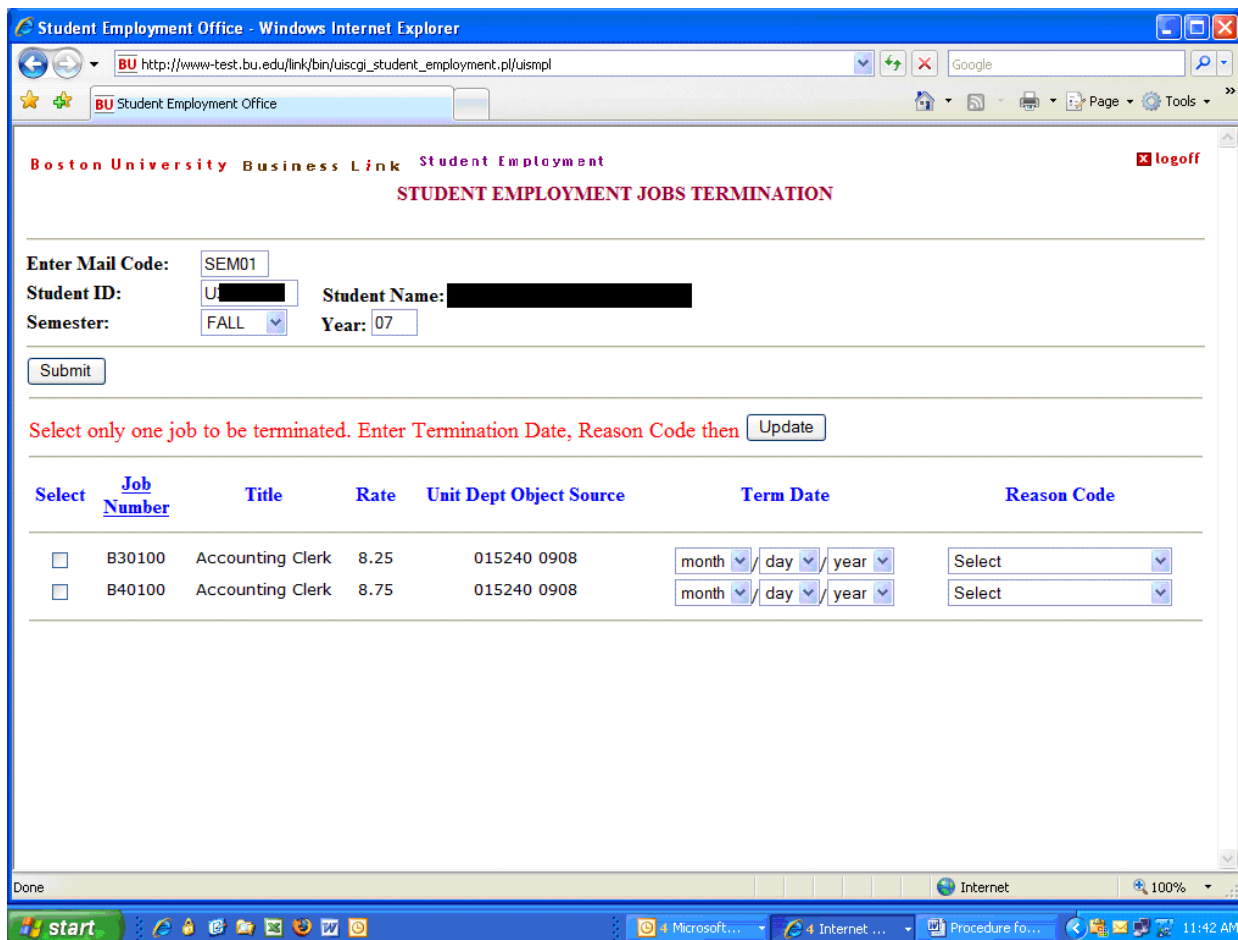 Student Employment Office - Windows Internet Explorer
BU http://www-test.bu.edu/link/bin/uiscgi_student_employment.pl/uismpl
Google
BU Student Employment Office
Page
Tools
»
Boston University Business Link Student Employment
x logoff
STUDENT EMPLOYMENT JOBS TERMINATION
Enter Mail Code: SEM01
Student ID: U Student Name:
Semester: FALL Year: 07
Submit
Select only one job to be terminated. Enter Termination Date, Reason Code then Update
Select Job Number Title Rate Unit Dept Object Source Term Date Reason Code
B30100 Accounting Clerk 8.25 015240 0908 month / day / year Select
B40100 Accounting Clerk 8.75 015240 0908 month / day / year Select
Done Internet 100%
start 4 Microsoft... 4 Internet ... Procedure fo... 11:42 AM